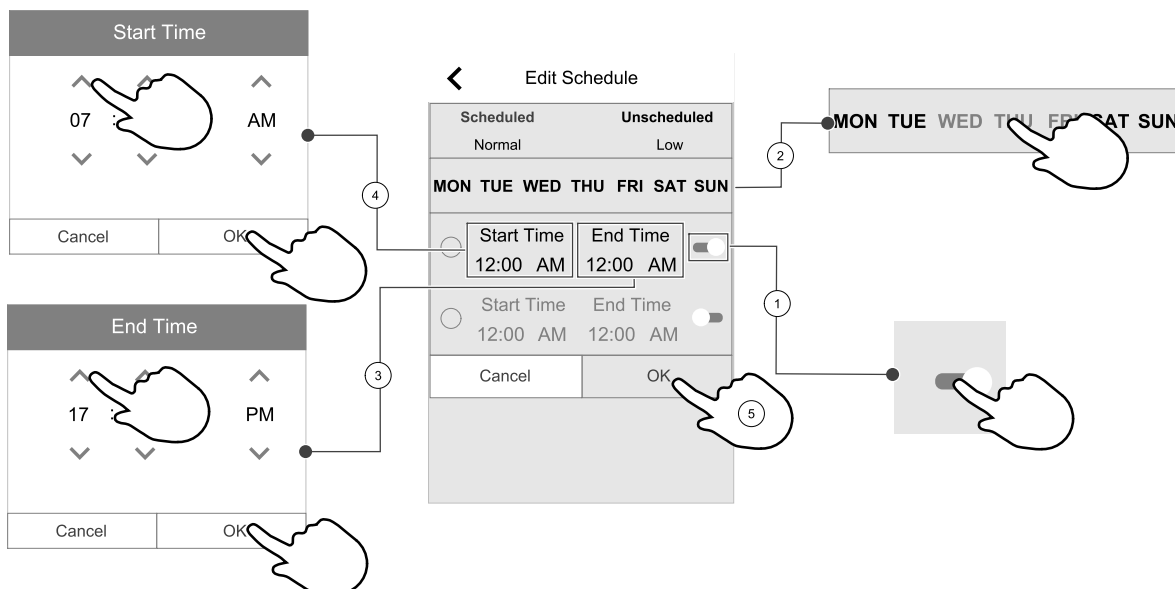 Start Time
07 : AM
Cancel OK
End Time
17 : PM
Cancel OK
Edit Schedule
Scheduled Unscheduled
Normal Low
MON TUE WED THU FRI SAT SUN
Start Time End Time
12:00 AM 12:00 AM
Start Time End Time
12:00 AM 12:00 AM
Cancel OK
MON TUE WED THU FRI SAT SUN
4
3
2
1
5